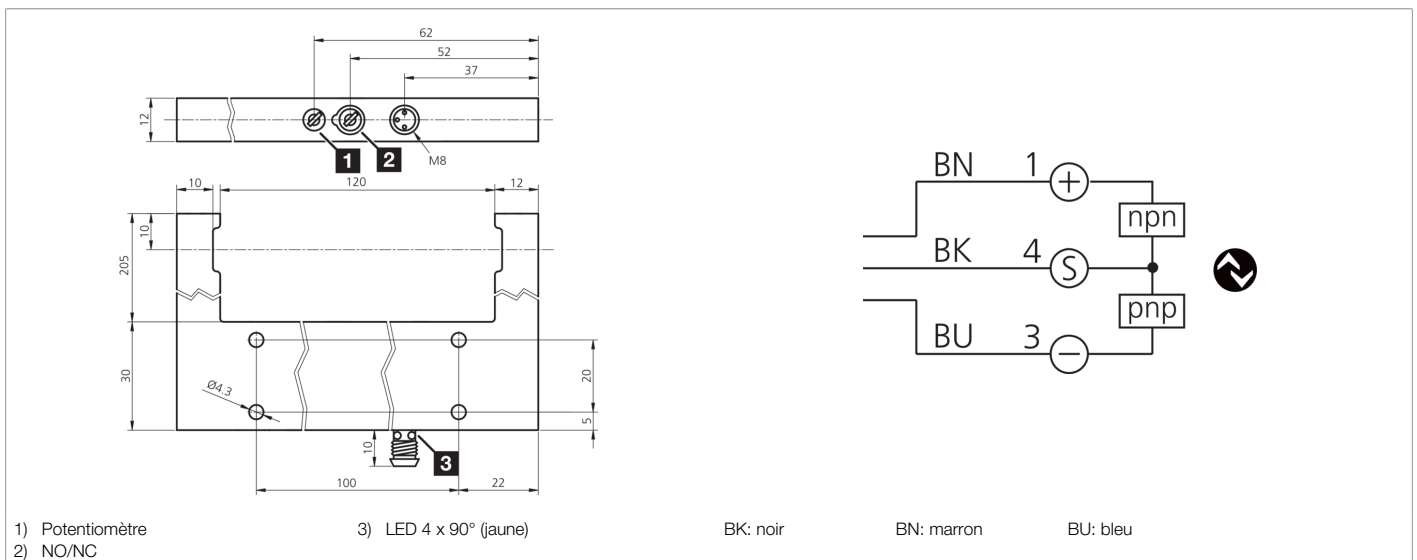 62
52
37
12
1
2
M8
10
120
12
10
205
30
Ø4.3
20
5
10
3
100
22
BN
1
+
npn
BK
4
S
pnp
BU
3
−
1) Potentiomètre
2) NO/NC
3) LED 4 x 90° (jaune)
BK: noir
BN: marron
BU: bleu